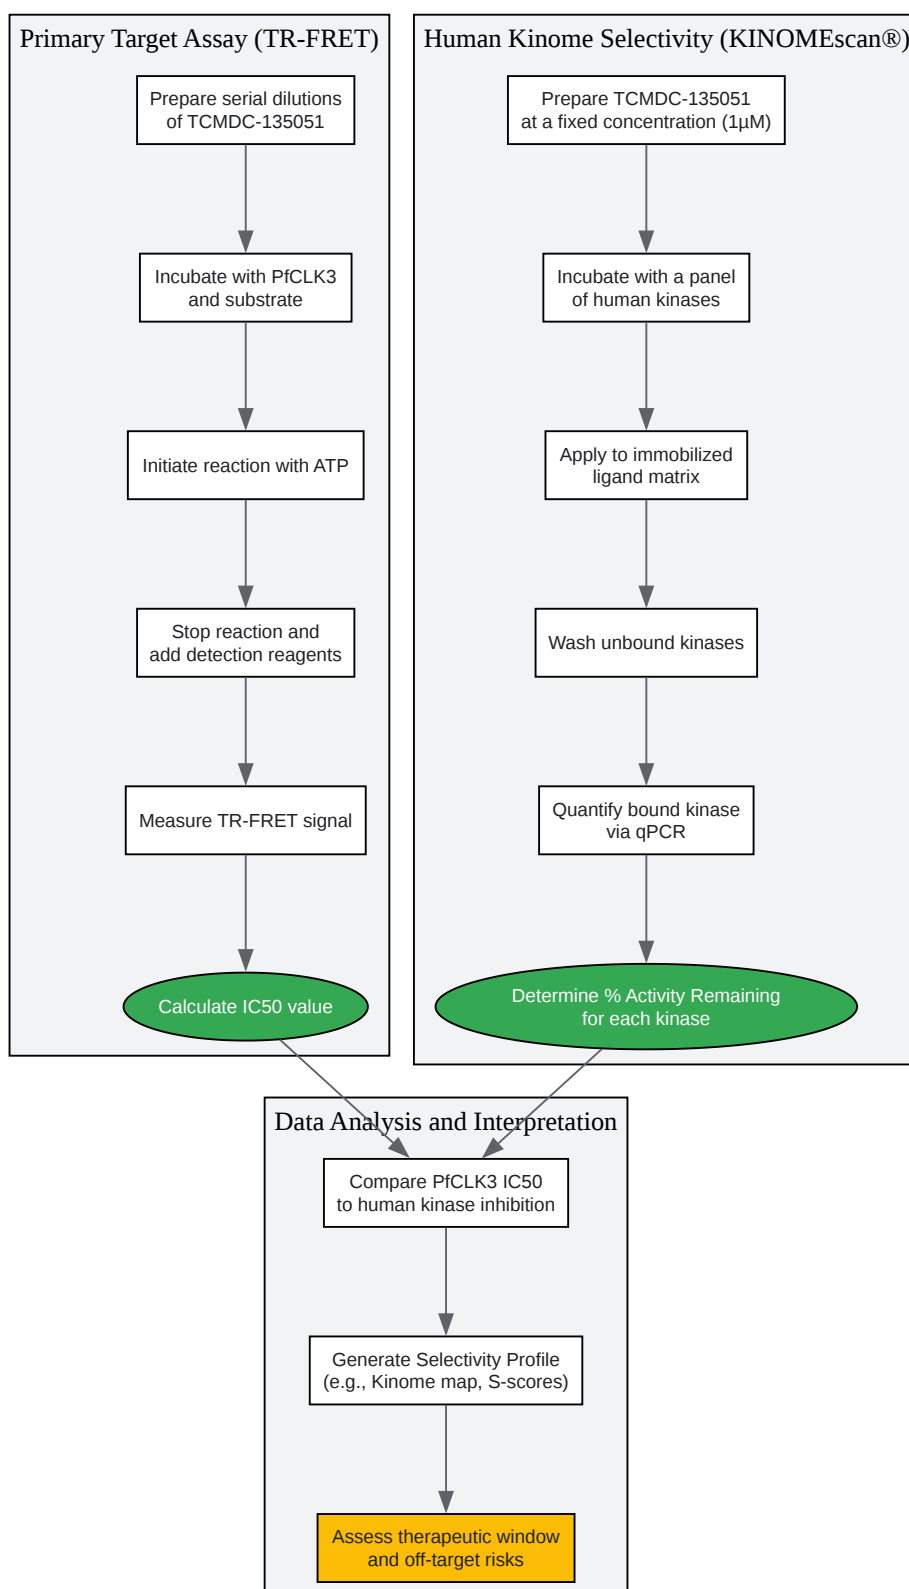 Primary Target Assay (TR-FRET)
Prepare serial dilutions
of TCMDC-135051
Incubate with PfCLK3
and substrate
Initiate reaction with ATP
Stop reaction and
add detection reagents
Measure TR-FRET signal
Calculate IC50 value
Human Kinome Selectivity (KINOMEscan®)
Prepare TCMDC-135051
at a fixed concentration (1µM)
Incubate with a panel
of human kinases
Apply to immobilized
ligand matrix
Wash unbound kinases
Quantify bound kinase
via qPCR
Determine % Activity Remaining
for each kinase
Data Analysis and Interpretation
Compare PfCLK3 IC50
to human kinase inhibition
Generate Selectivity Profile
(e.g., Kinome map, S-scores)
Assess therapeutic window
and off-target risks